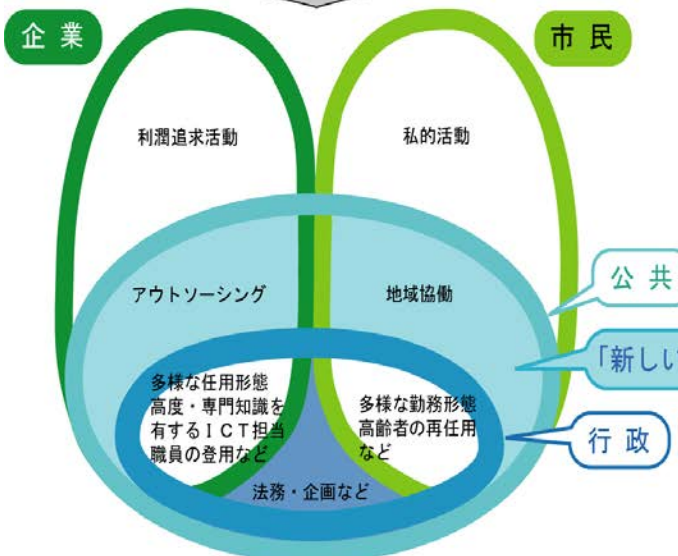 企業
市民
利潤追求活動
私的活動
アウトソーシング
地域協働
公共
「新しい
多様な任用形態
高度・専門知識を
有するＩＣＴ担当
職員の登用など
多様な勤務形態
高齢者の再任用
など
行政
法務・企画など